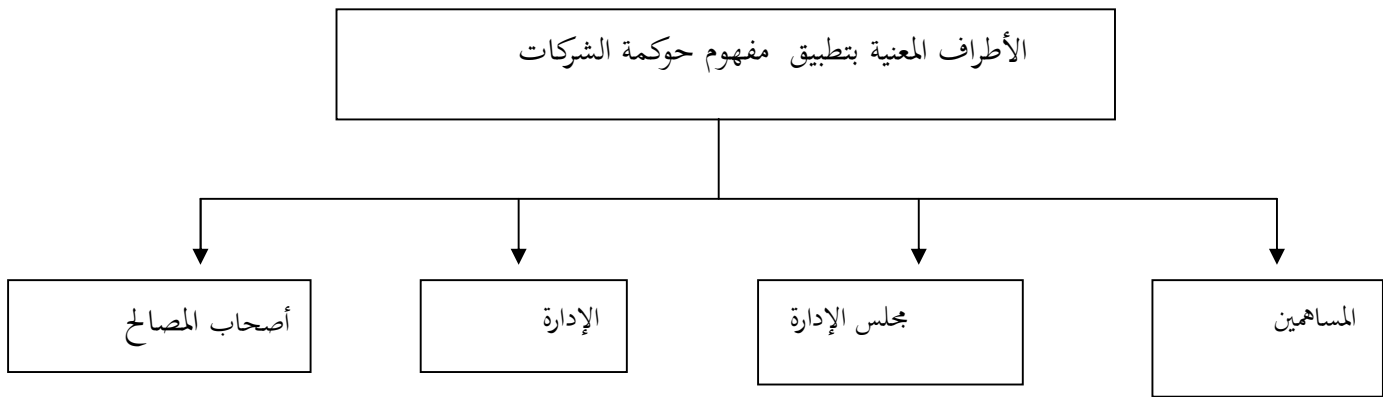 الأطراف المعنية بتطبيق مفهوم حوكمة الشركات
المساهمين
مجلس الإدارة
الإدارة
أصحاب المصالح